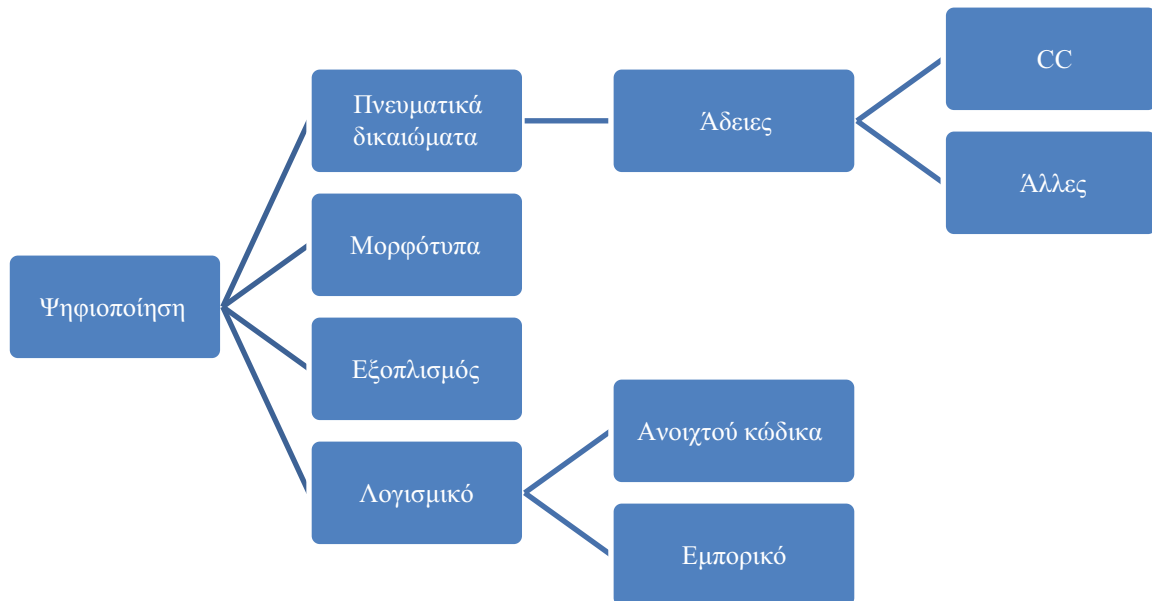 CC
Πνευματικά
δικαιώματα
Άδειες
Άλλες
Μορφότυπα
Ψηφιοποίηση
Εξοπλισμός
Ανοιχτού κώδικα
Λογισμικό
Εμπορικό